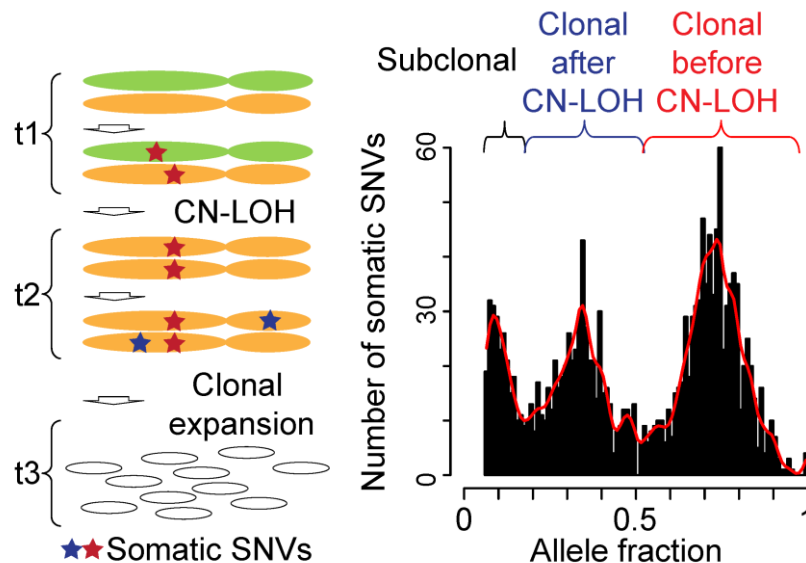 t1
CN-LOH
t2
Clonal
expansion
t3
Somatic SNVs
Subclonal
Clonal
after
CN-LOH
Clonal
before
CN-LOH
Number of somatic SNVs
60
30
0
0
0.5
1
Allele fraction